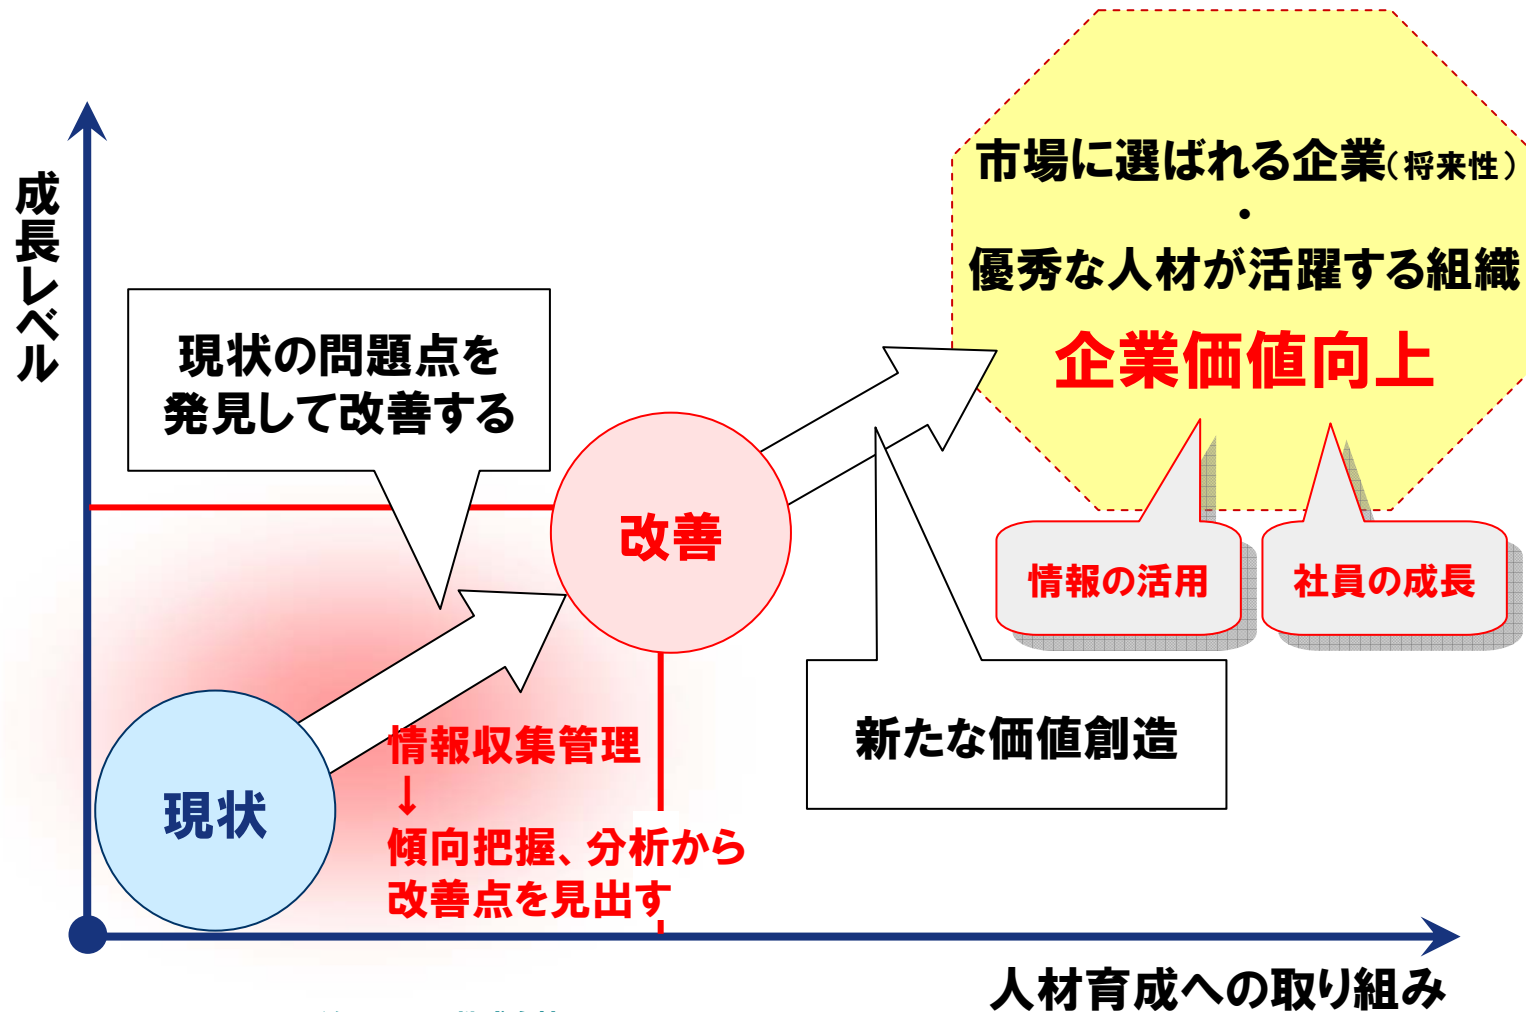 市場に選ばれる企業(将来性)
・
優秀な人材が活躍する組織
企業価値向上
成長レベル
現状の問題点を
発見して改善する
改善
情報の活用
社員の成長
情報収集管理
↓
傾向把握、分析から
改善点を見出す
現状
新たな価値創造
人材育成への取り組み